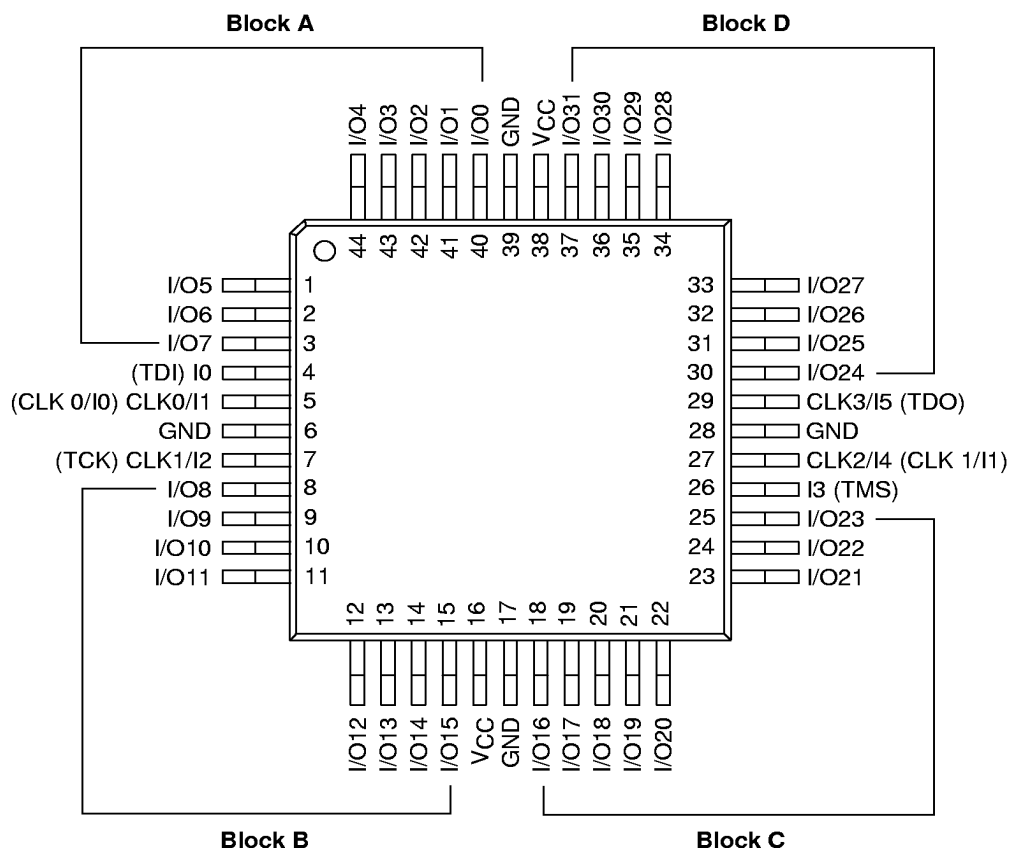 Block A
Block D
I/O4
I/O3
I/O2
I/O1
I/O0
GND
VCC
I/O31
I/O30
I/O29
I/O28
44
43
42
41
40
39
38
37
36
35
34
I/O5 1
I/O6 2
I/O7 3
(TDI) I0 4
(CLK 0/I0) CLK0/I1 5
GND 6
(TCK) CLK1/I2 7
I/O8 8
I/O9 9
I/O10 10
I/O11 11
33 I/O27
32 I/O26
31 I/O25
30 I/O24
29 CLK3/I5 (TDO)
28 GND
27 CLK2/I4 (CLK 1/I1)
26 I3 (TMS)
25 I/O23
24 I/O22
23 I/O21
12
13
14
15
16
17
18
19
20
21
22
I/O12
I/O13
I/O14
I/O15
VCC
GND
I/O16
I/O17
I/O18
I/O19
I/O20
Block B
Block C